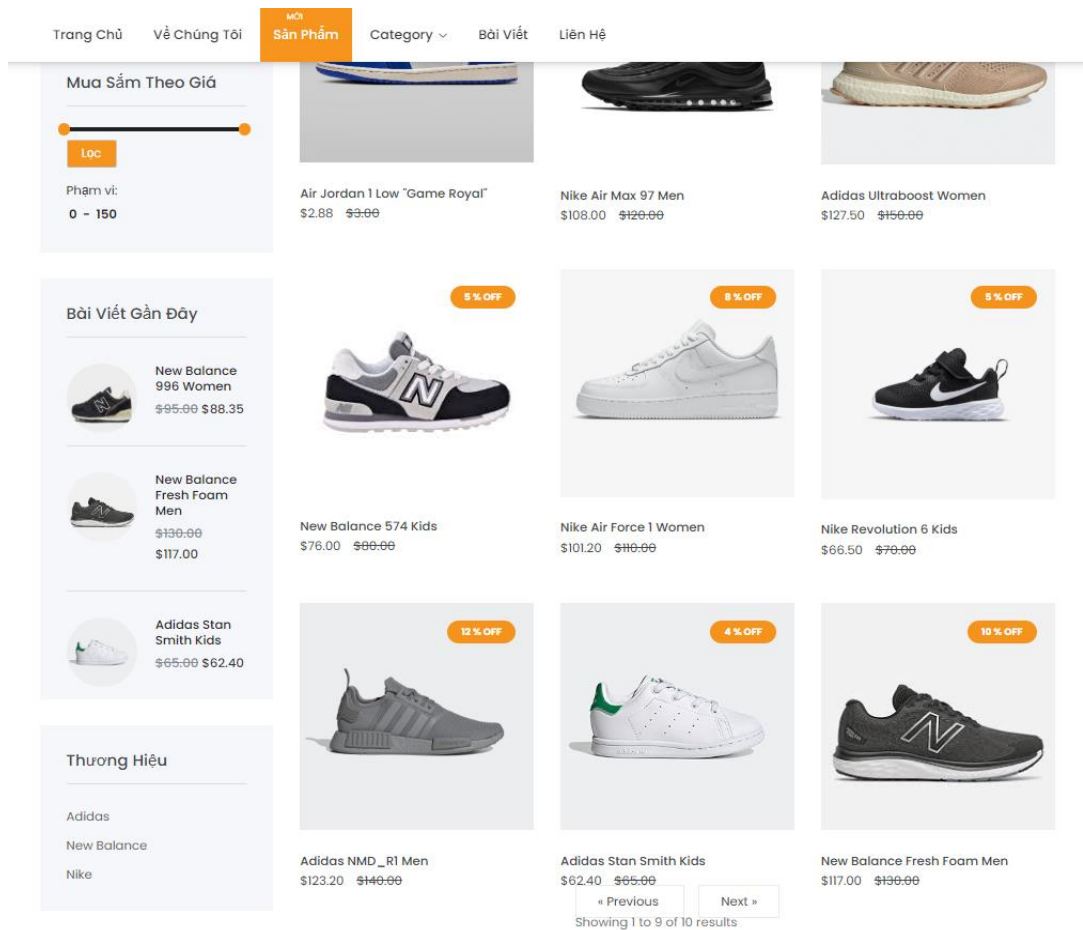 MỚI
Trang Chủ Về Chúng Tôi Sản Phẩm Category Bài Viết Liên Hệ
Mua Sắm Theo Giá
Lọc
Phạm vi:
0 - 150
Bài Viết Gần Đây
New Balance
996 Women
$95.00 $88.35
New Balance
Fresh Foam
Men
$130.00
$117.00
Adidas Stan
Smith Kids
$65.00 $62.40
Thương Hiệu
Adidas
New Balance
Nike
Air Jordan 1 Low "Game Royal"
$2.88 $3.00
Nike Air Max 97 Men
$108.00 $120.00
Adidas Ultraboost Women
$127.50 $150.00
5 % OFF
New Balance 574 Kids
$76.00 $80.00
8 % OFF
Nike Air Force 1 Women
$101.20 $110.00
5 % OFF
Nike Revolution 6 Kids
$66.50 $70.00
12 % OFF
Adidas NMD_R1 Men
$123.20 $140.00
4 % OFF
Adidas Stan Smith Kids
$62.40 $65.00
10 % OFF
New Balance Fresh Foam Men
$117.00 $130.00
« Previous Next »
Showing 1 to 9 of 10 results